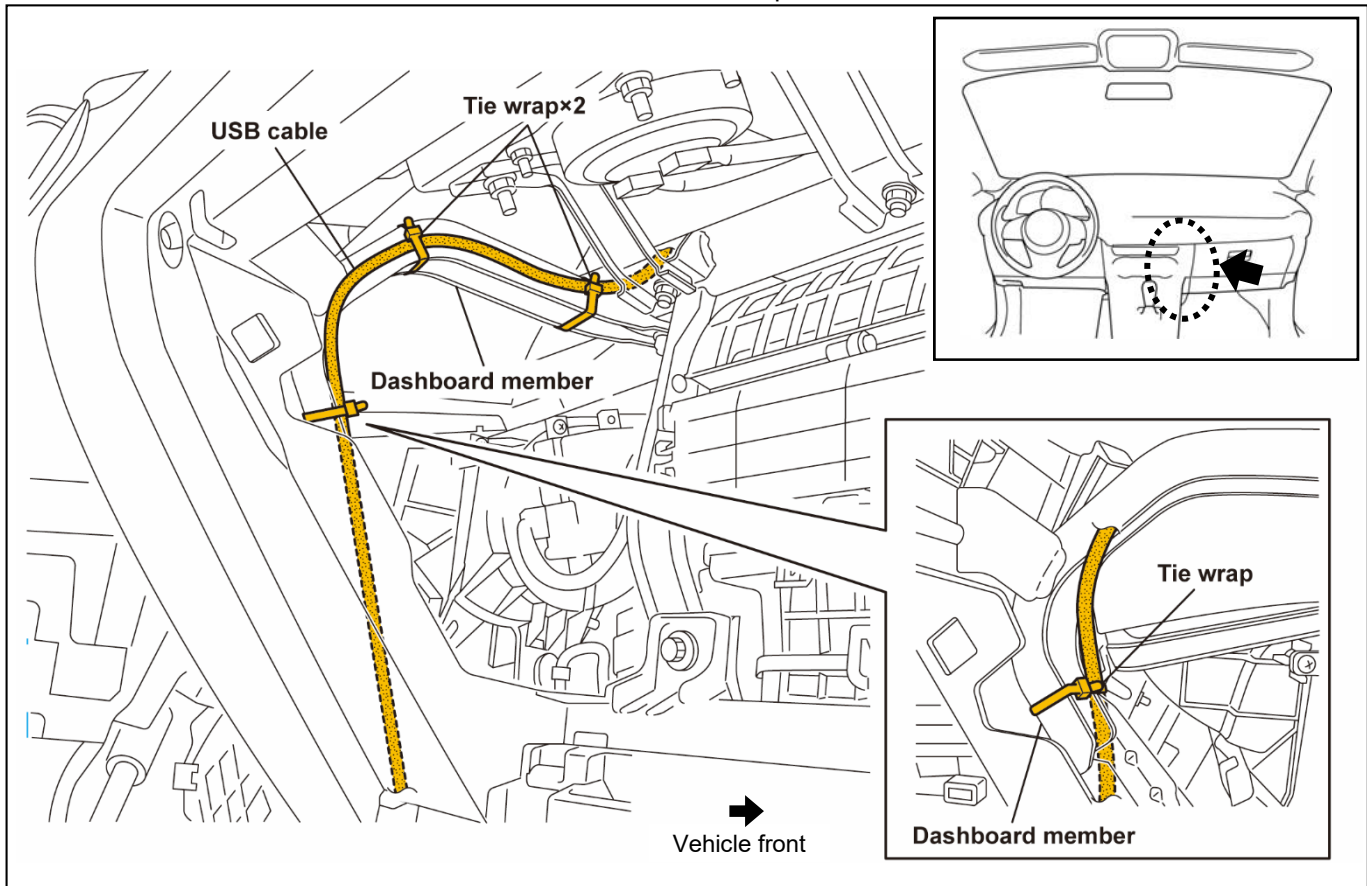 Tie wrap×2
USB cable
Dashboard member
Tie wrap
Vehicle front
Dashboard member